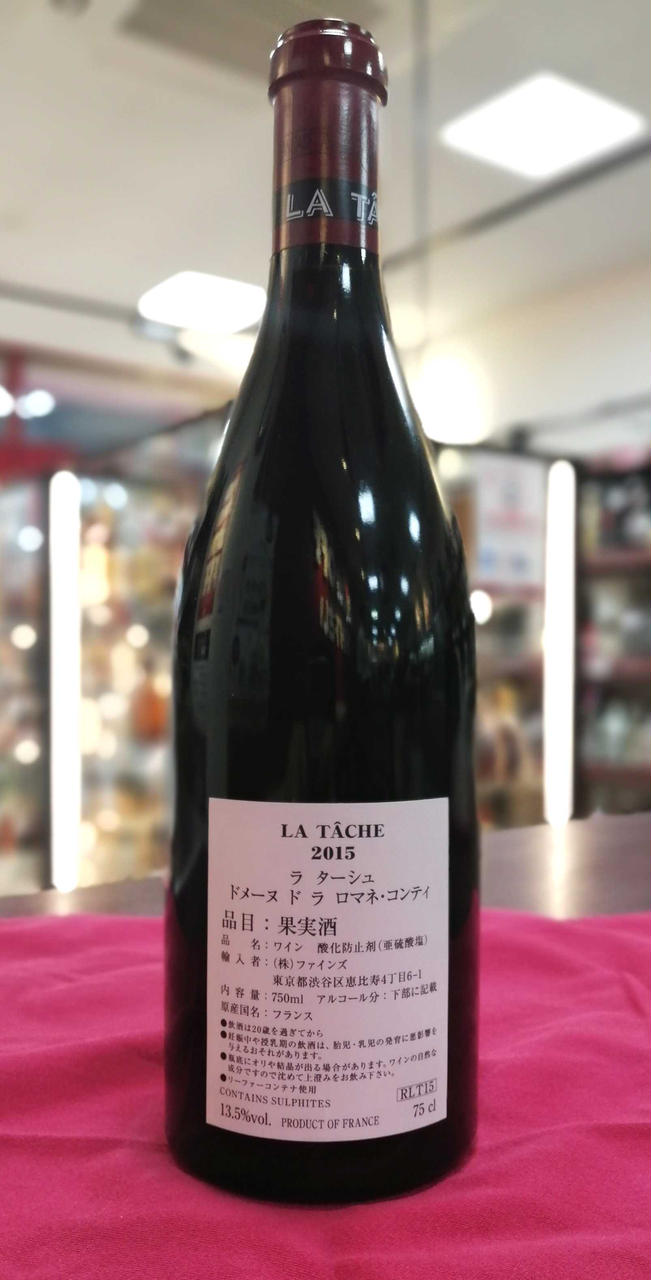 LA TÂ
LA TÂCHE
2015
ラ ターシュ
ドメーヌ ド ラ ロマネ・コンティ
品目：果実酒
品　　名：ワイン　酸化防止剤（亜硫酸塩）
輸 入 者：（株）ファインズ
東京都渋谷区恵比寿4丁目6-1
内 容 量：750ml　アルコール分：下部に記載
原産国名：フランス
●飲酒は20歳を過ぎてから
●妊娠中や授乳期の飲酒は、胎児・乳児の発育に悪影響を
与えるおそれがあります。
●瓶底にオリや結晶が出る場合があります。ワインの自然な
成分ですので沈めて上澄みをお飲み下さい。
●リーファーコンテナ使用
CONTAINS SULPHITES
RLT15
13.5%vol. PRODUCT OF FRANCE 75 cl